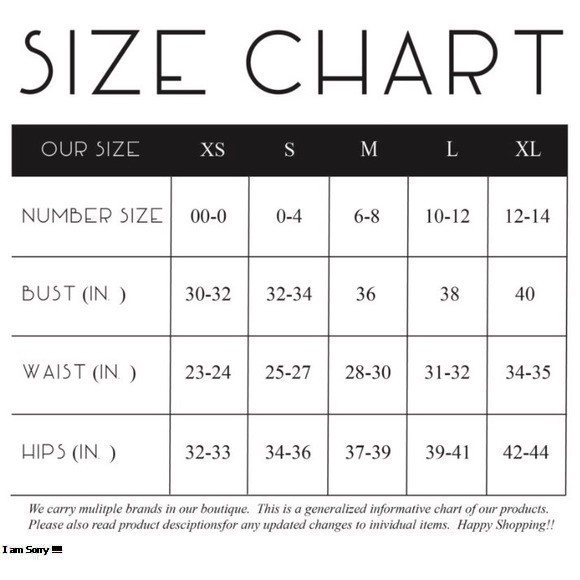 SIZE CHART
OUR SIZE XS S M L XL
NUMBER SIZE 00-0 0-4 6-8 10-12 12-14
BUST (IN. ) 30-32 32-34 36 38 40
WAIST (IN. ) 23-24 25-27 28-30 31-32 34-35
HIPS (IN. ) 32-33 34-36 37-39 39-41 42-44
We carry mulitple brands in our boutique. This is a generalized informative chart of our products.
Please also read product desciptionsfor any updated changes to inividual items. Happy Shopping!!
I am Sorry !!!!